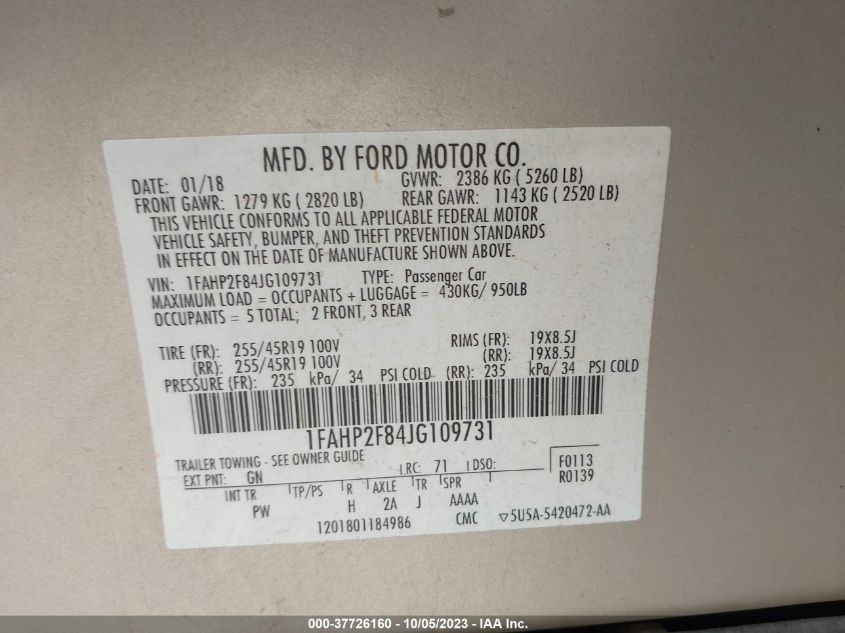 MFD. BY FORD MOTOR CO.
DATE: 01/18 GVWR: 2386 KG ( 5260 LB)
FRONT GAWR: 1279 KG ( 2820 LB) REAR GAWR: 1143 KG ( 2520 LB)
THIS VEHICLE CONFORMS TO ALL APPLICABLE FEDERAL MOTOR
VEHICLE SAFETY, BUMPER, AND THEFT PREVENTION STANDARDS
IN EFFECT ON THE DATE OF MANUFACTURE SHOWN ABOVE.
VIN: 1FAHP2F84JG109731 TYPE: Passenger Car
MAXIMUM LOAD = OCCUPANTS + LUGGAGE = 430KG/ 950LB
OCCUPANTS = 5 TOTAL; 2 FRONT, 3 REAR
TIRE (FR): 255/45R19 100V RIMS (FR): 19X8.5J
(RR): 255/45R19 100V (RR): 19X8.5J
PRESSURE (FR): 235 kPa/ 34 PSI COLD (RR): 235 kPa/ 34 PSI COLD
1FAHP2F84JG109731
TRAILER TOWING - SEE OWNER GUIDE
EXT PNT: GN RC: 71 DSO: F0113
R0139
INT TR TP/PS R AXLE TR SPR
PW H 2A J AAAA
1201801184986 CMC ▽5U5A-5420472-AA
000-37726160 - 10/05/2023 - IAA Inc.